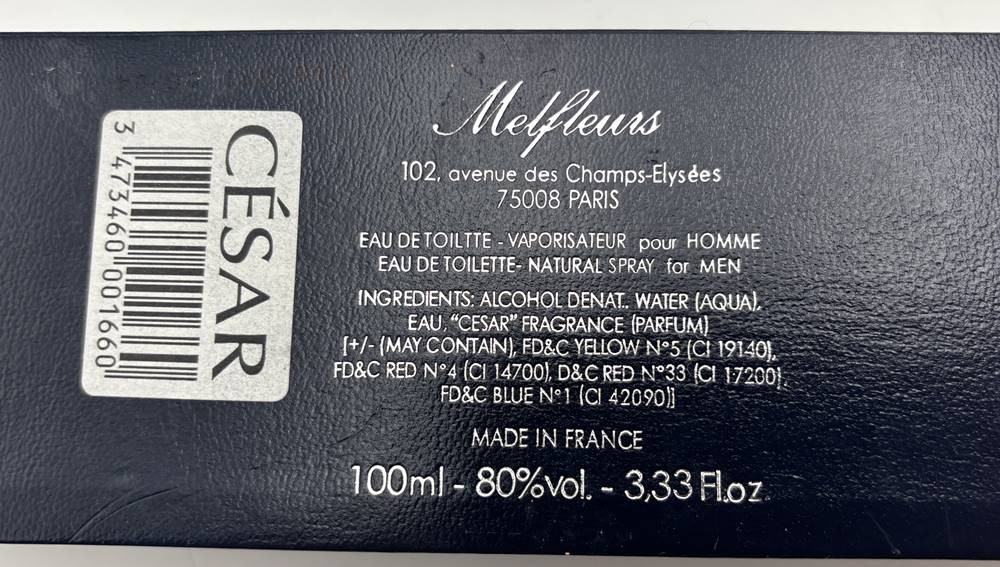 CÉSAR
3 473460 001660
Melfleurs
102, avenue des Champs-Elysées
75008 PARIS
EAU DE TOILTTE - VAPORISATEUR pour HOMME
EAU DE TOILETTE- NATURAL SPRAY for MEN
INGREDIENTS: ALCOHOL DENAT.. WATER (AQUA),
EAU, "CESAR" FRAGRANCE (PARFUM)
[+/- (MAY CONTAIN), FD&C YELLOW N°5 (CI 19140),
FD&C RED N°4 (CI 14700), D&C RED N°33 (CI 17200),
FD&C BLUE N°1 (CI 42090)]
MADE IN FRANCE
100ml - 80%vol. - 3,33 Fl.oz.